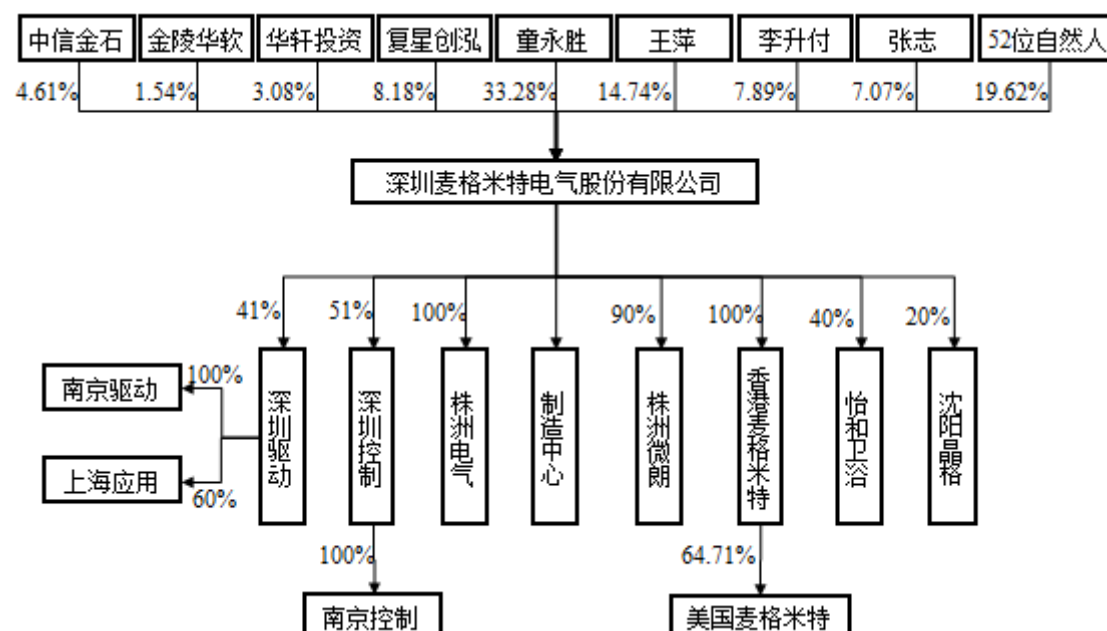 中信金石 金陵华软 华轩投资 复星创泓 童永胜 王萍 李升付 张志 52位自然人
4.61% 1.54% 3.08% 8.18% 33.28% 14.74% 7.89% 7.07% 19.62%
深圳麦格米特电气股份有限公司
41% 51% 100% 90% 100% 40% 20%
南京驱动
100%
上海应用
60%
深圳驱动
深圳控制
株洲电气
制造中心
株洲微朗
香港麦格米特
怡和卫浴
沈阳晶格
100% 64.71%
南京控制 美国麦格米特